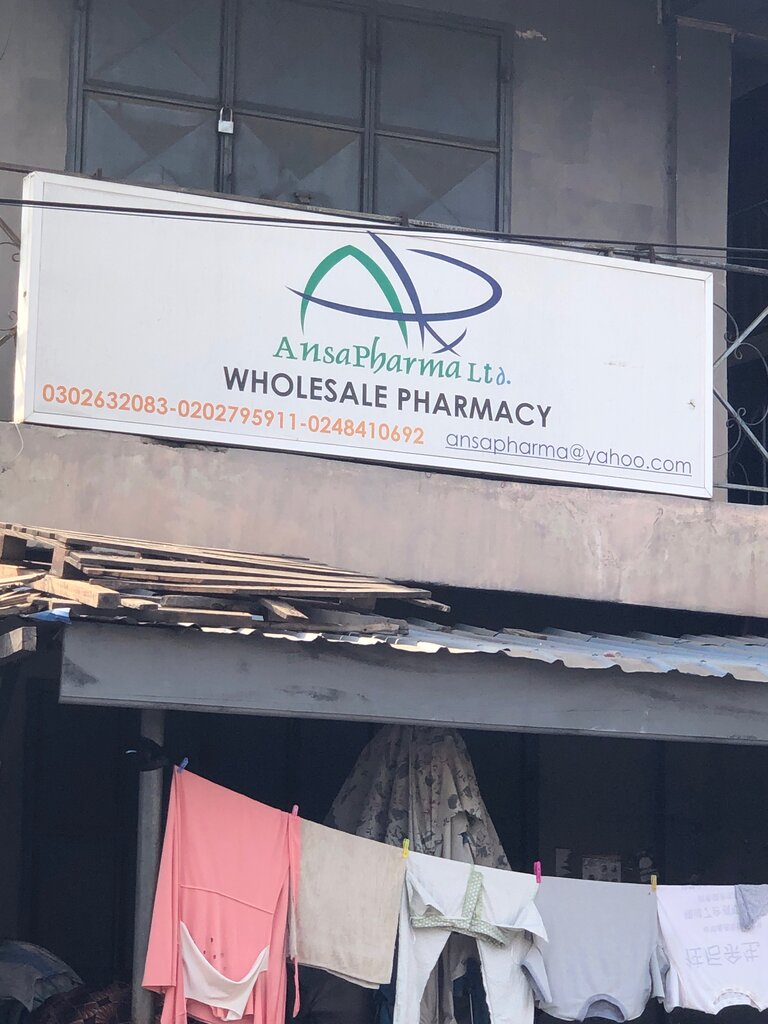 AnsaPharma Ltd.
WHOLESALE PHARMACY
0302632083-0202795911-0248410692 ansapharma@yahoo.com